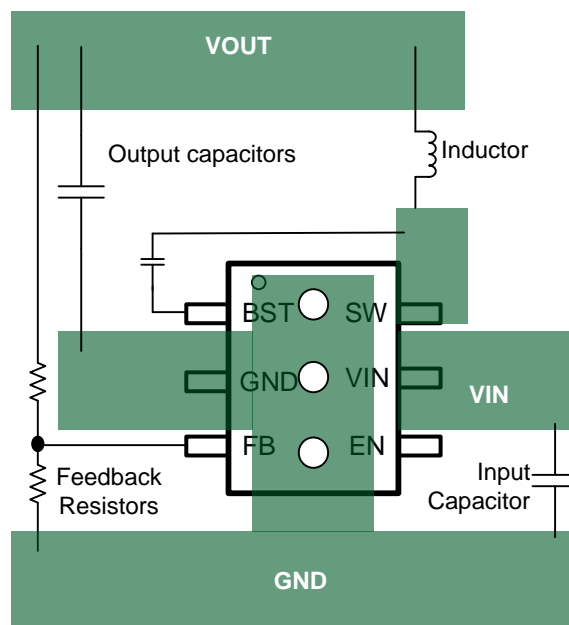 VOUT
Output capacitors
Inductor
BST
SW
GND
VIN
VIN
FB
EN
Feedback
Resistors
Input
Capacitor
GND